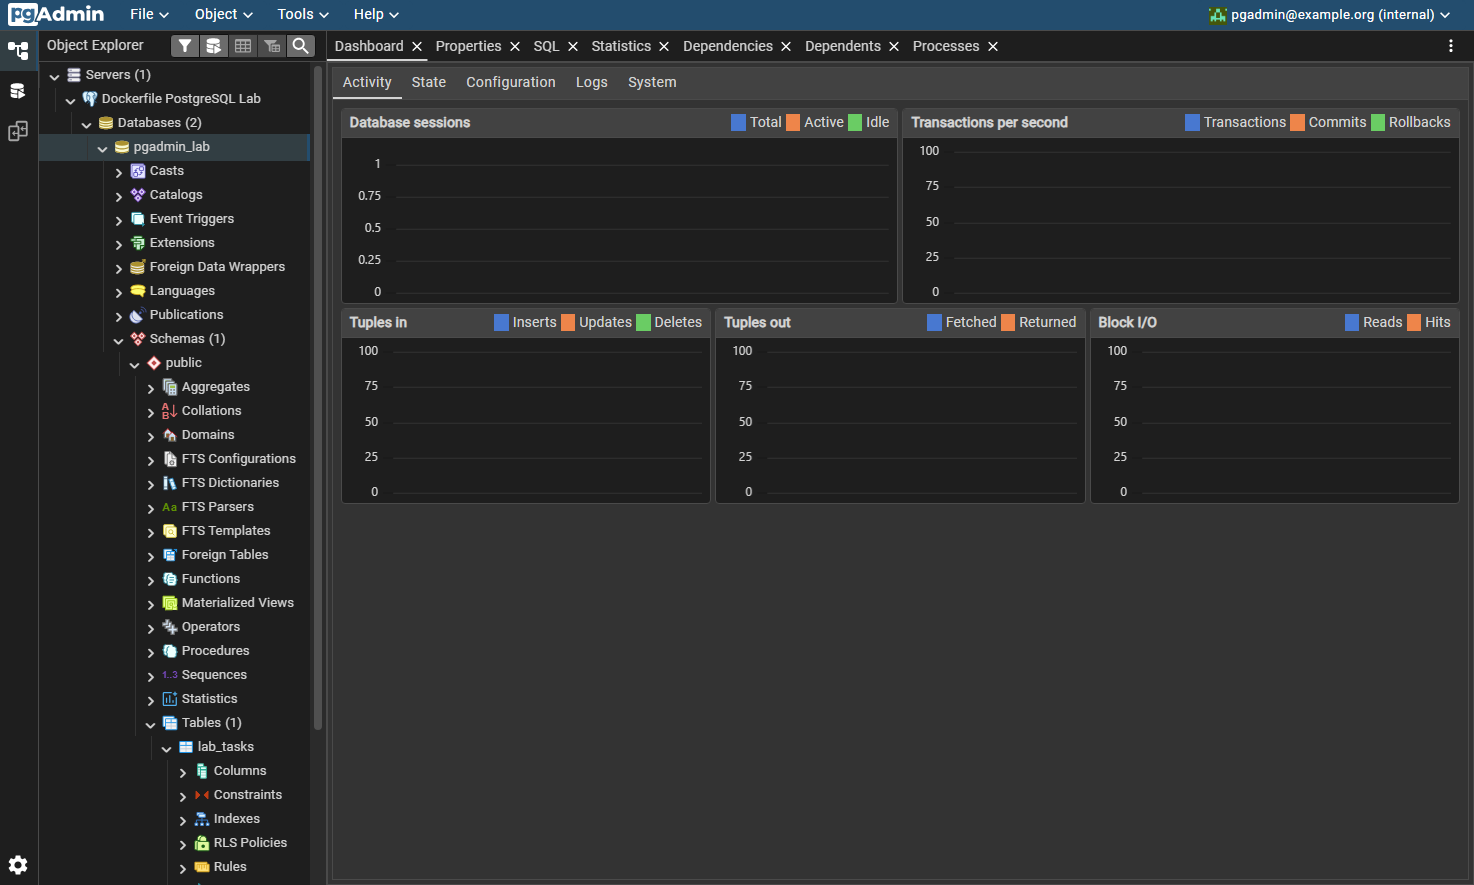 pgAdmin File Object Tools Help pgadmin@example.org (internal)
Object Explorer
Dashboard Properties SQL Statistics Dependencies Dependents Processes
Servers (1)
Dockerfile PostgreSQL Lab
Databases (2)
pgadmin_lab
Casts
Catalogs
Event Triggers
Extensions
Foreign Data Wrappers
Languages
Publications
Schemas (1)
public
Aggregates
Collations
Domains
FTS Configurations
FTS Dictionaries
Aa FTS Parsers
FTS Templates
Foreign Tables
Functions
Materialized Views
Operators
Procedures
1..3 Sequences
Statistics
Tables (1)
lab_tasks
Columns
Constraints
Indexes
RLS Policies
Rules
Activity State Configuration Logs System
Database sessions Total Active Idle
1
0.75
0.5
0.25
0
Transactions per second Transactions Commits Rollbacks
100
75
50
25
0
Tuples in Inserts Updates Deletes
100
75
50
25
0
Tuples out Fetched Returned
100
75
50
25
0
Block I/O Reads Hits
100
75
50
25
0